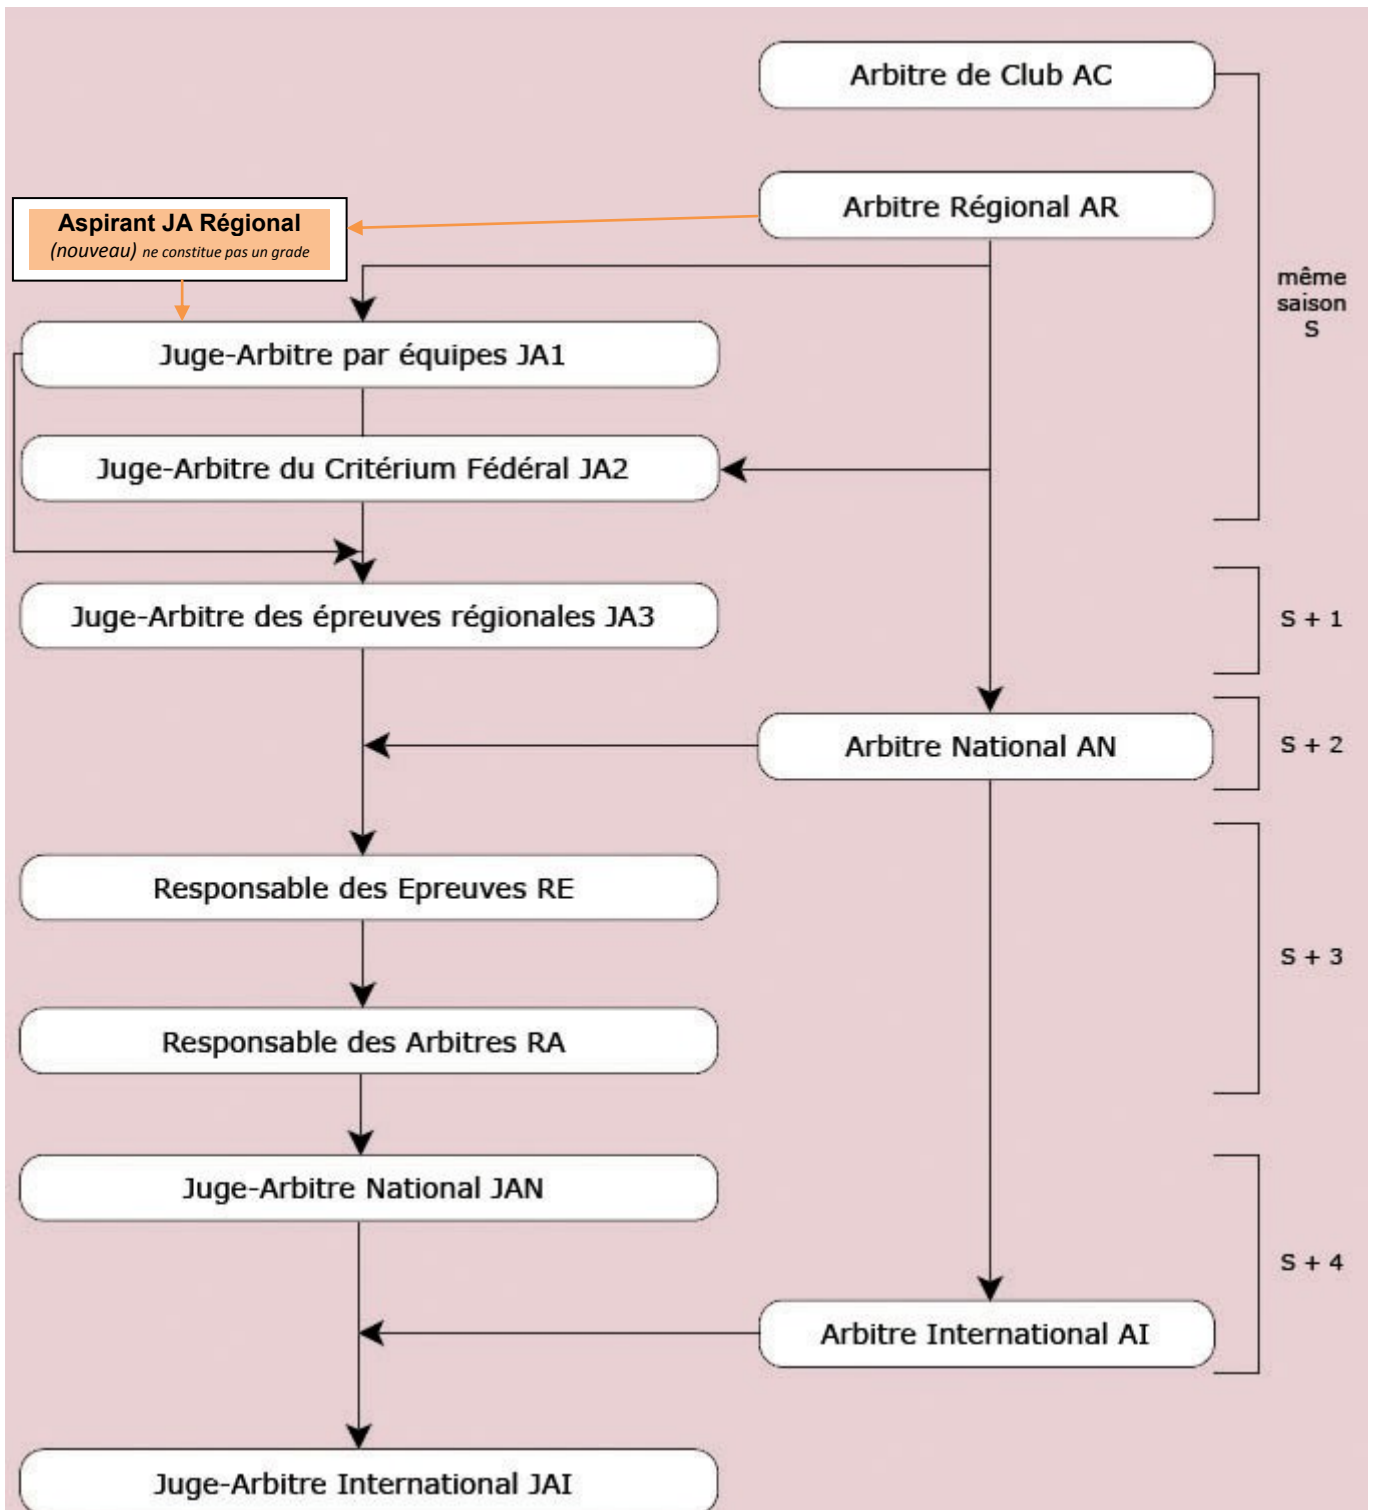 Arbitre de Club AC
Arbitre Régional AR
Aspirant JA Régional
(nouveau) ne constitue pas un grade
même
saison
S
Juge-Arbitre par équipes JA1
Juge-Arbitre du Critérium Fédéral JA2
Juge-Arbitre des épreuves régionales JA3
S + 1
Arbitre National AN
S + 2
Responsable des Epreuves RE
S + 3
Responsable des Arbitres RA
Juge-Arbitre National JAN
S + 4
Arbitre International AI
Juge-Arbitre International JAI